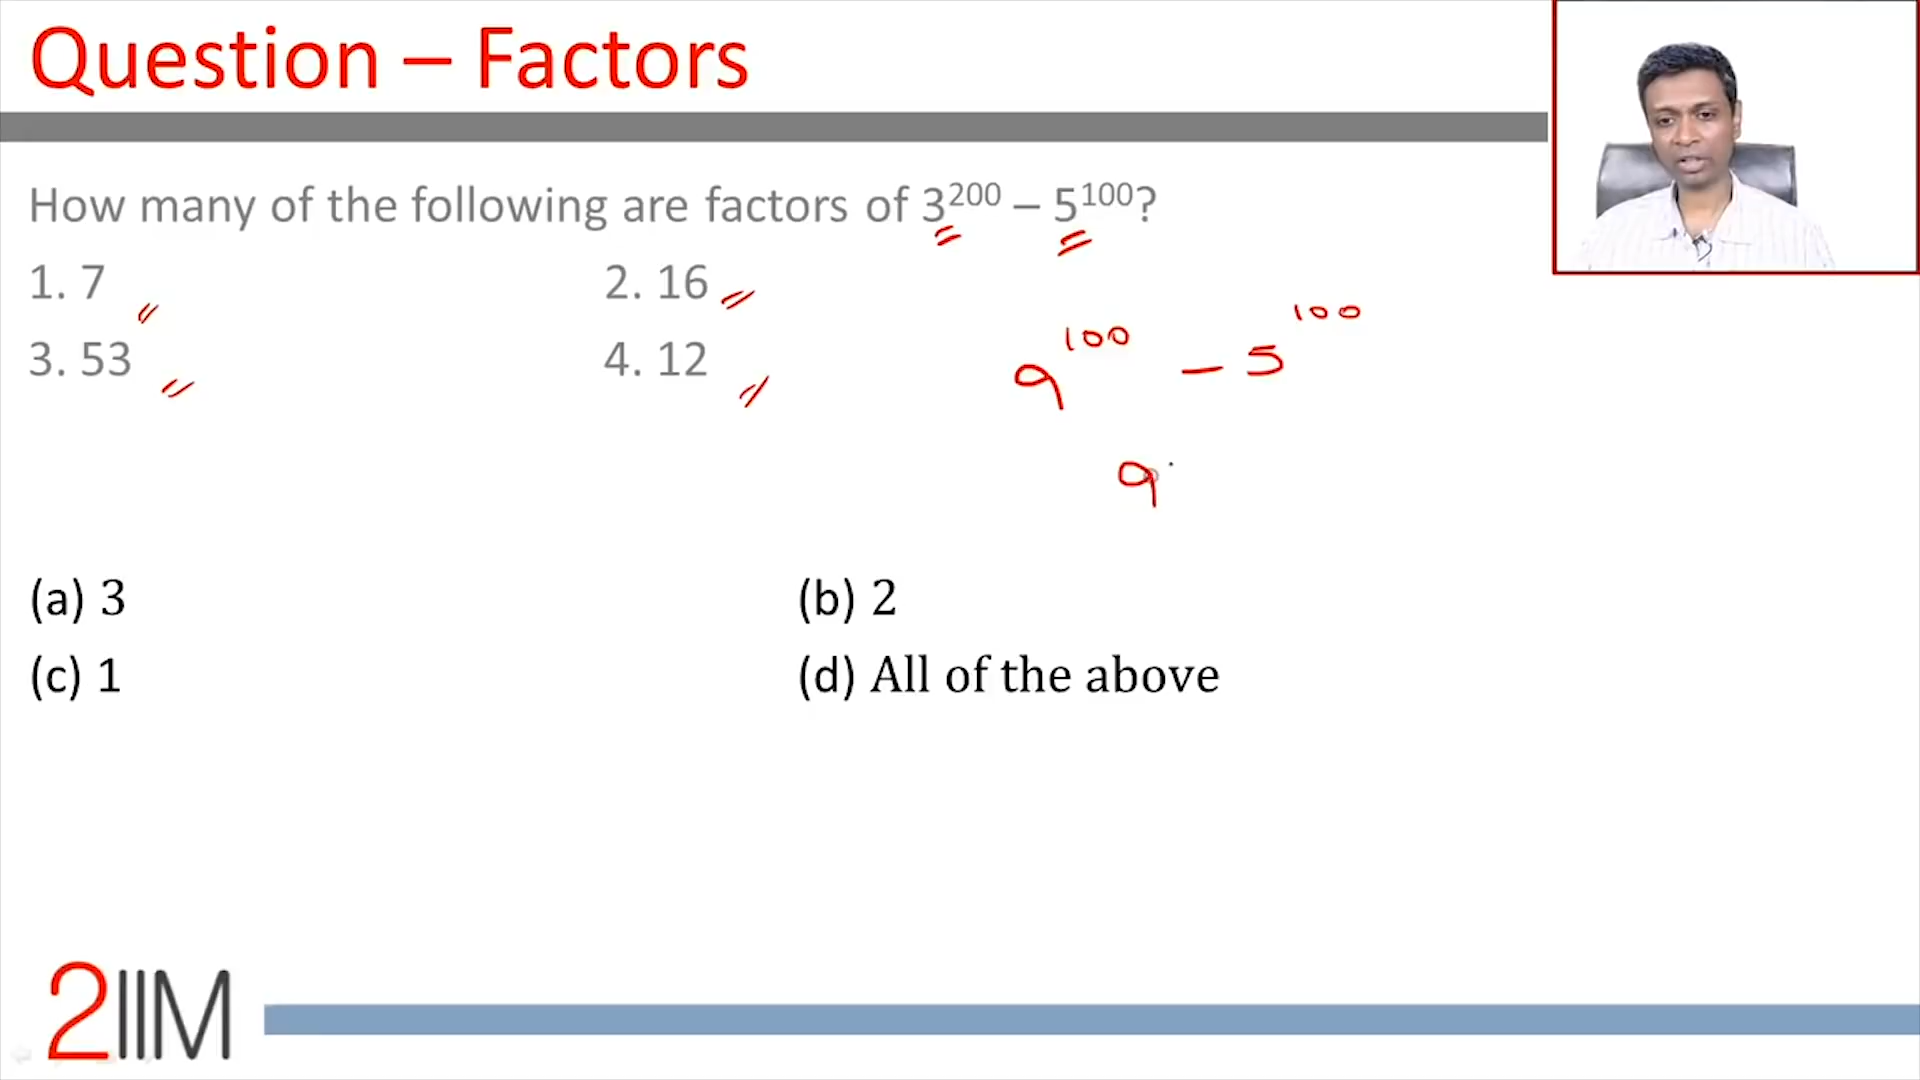 Question – Factors
How many of the following are factors of 3²⁰⁰ – 5¹⁰⁰?
1. 7 2. 16
3. 53 4. 12
9¹⁰⁰ – 5¹⁰⁰
9
(a) 3 (b) 2
(c) 1 (d) All of the above
2IIM